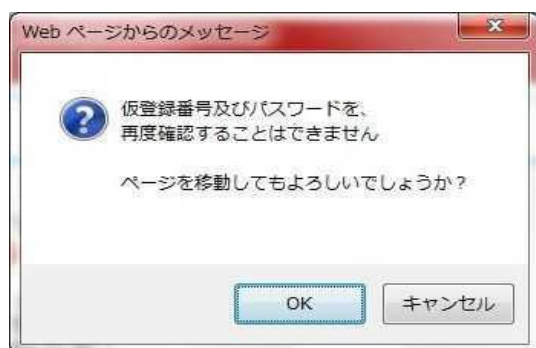 Web ページからのメッセージ
仮登録番号及びパスワードを、
再度確認することはできません
ページを移動してもよろしいでしょうか？
OK
キャンセル